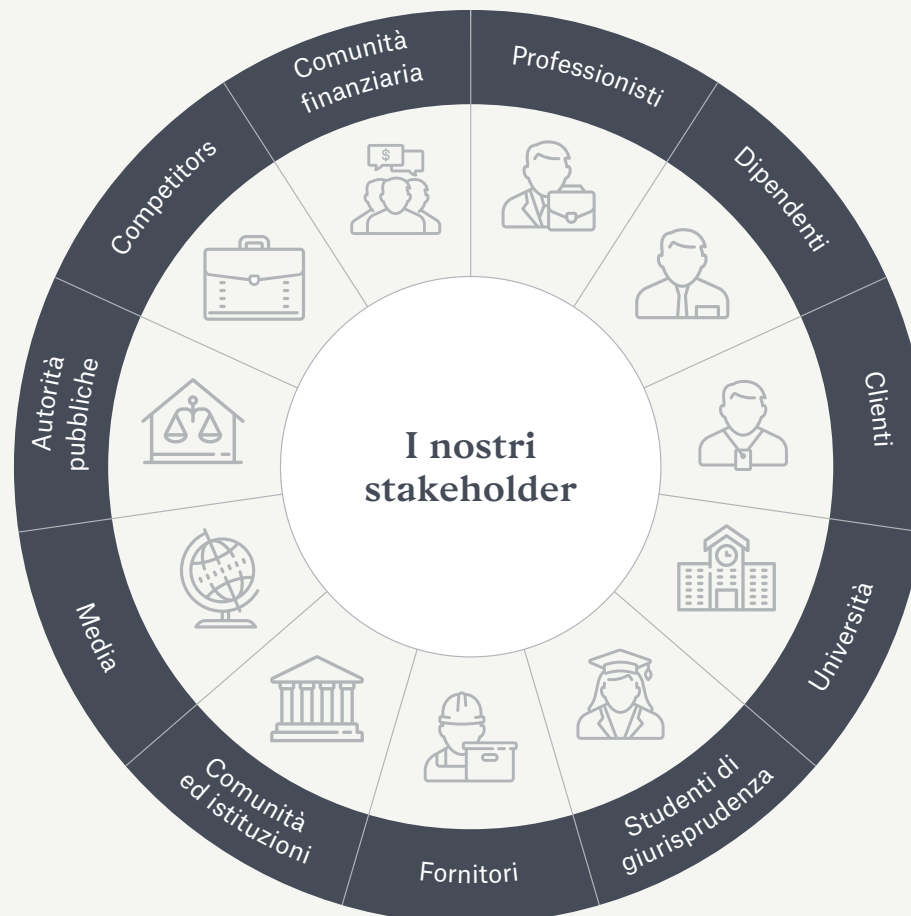 Comunità
finanziaria
Professionisti
Dipendenti
Clienti
Università
Studenti di
giurisprudenza
Fornitori
Comunità
ed istituzioni
Media
Autorità
pubbliche
Competitors
$
I nostri
stakeholder